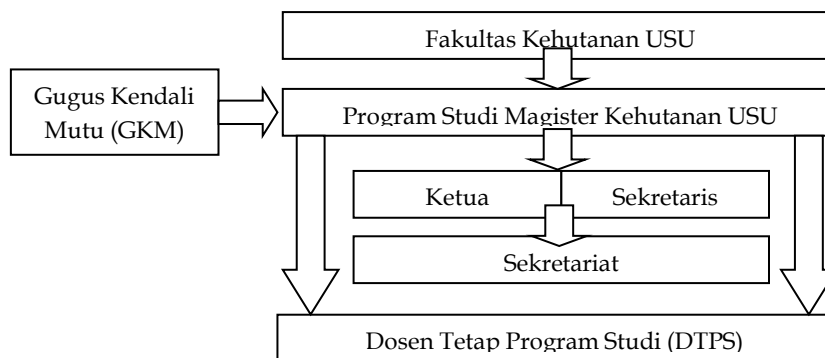 Fakultas Kehutanan USU
Gugus Kendali
Mutu (GKM)
Program Studi Magister Kehutanan USU
Ketua
Sekretaris
Sekretariat
Dosen Tetap Program Studi (DTPS)